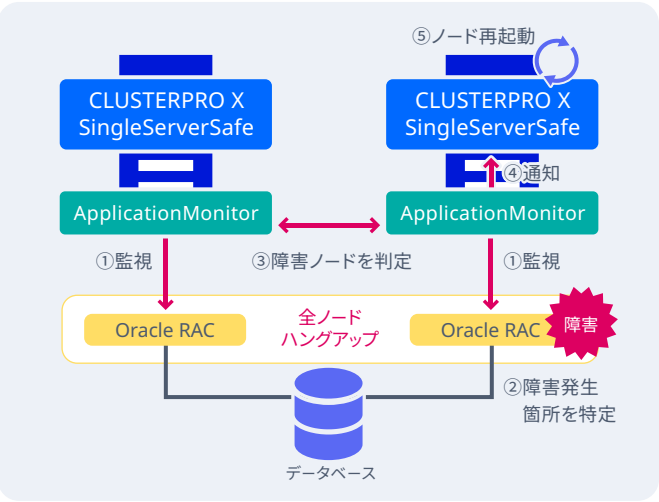 ⑤ノード再起動
CLUSTERPRO X
SingleServerSafe
CLUSTERPRO X
SingleServerSafe
④通知
ApplicationMonitor
ApplicationMonitor
①監視
③障害ノードを判定
①監視
全ノード
ハングアップ
Oracle RAC
Oracle RAC
障害
②障害発生
箇所を特定
データベース